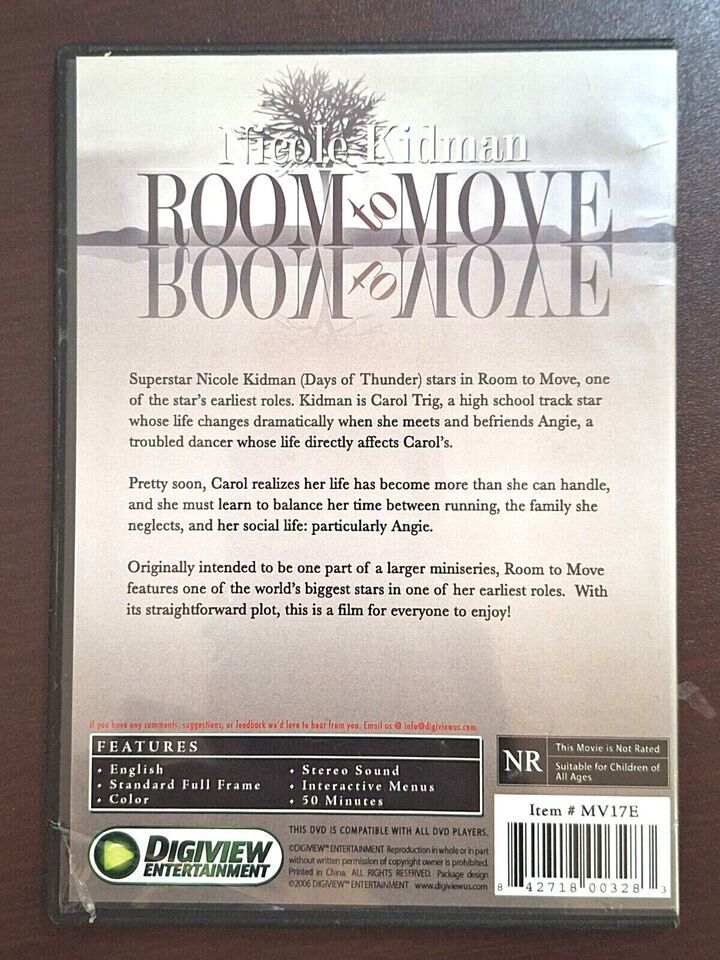 Nicole Kidman
ROOM to MOVE
Superstar Nicole Kidman (Days of Thunder) stars in Room to Move, one
of the star's earliest roles. Kidman is Carol Trig, a high school track star
whose life changes dramatically when she meets and befriends Angie, a
troubled dancer whose life directly affects Carol's.
Pretty soon, Carol realizes her life has become more than she can handle,
and she must learn to balance her time between running, the family she
neglects, and her social life: particularly Angie.
Originally intended to be one part of a larger miniseries, Room to Move
features one of the world's biggest stars in one of her earliest roles. With
its straightforward plot, this is a film for everyone to enjoy!
If you have any comments, suggestions, or feedback we'd love to hear from you. Email us @ info@digiviewus.com
FEATURES
• English
• Standard Full Frame
• Color
• Stereo Sound
• Interactive Menus
• 50 Minutes
NR
This Movie is Not Rated
Suitable for Children of
All Ages
Item # MV17E
8 42718 00328 3
DIGIVIEW
ENTERTAINMENT
THIS DVD IS COMPATIBLE WITH ALL DVD PLAYERS.
©DIGIVIEW™ ENTERTAINMENT Reproduction in whole or in part
without written permission of copyright owner is prohibited.
Printed in China. ALL RIGHTS RESERVED. Package design
©2006 DIGIVIEW™ ENTERTAINMENT www.digiviewus.com